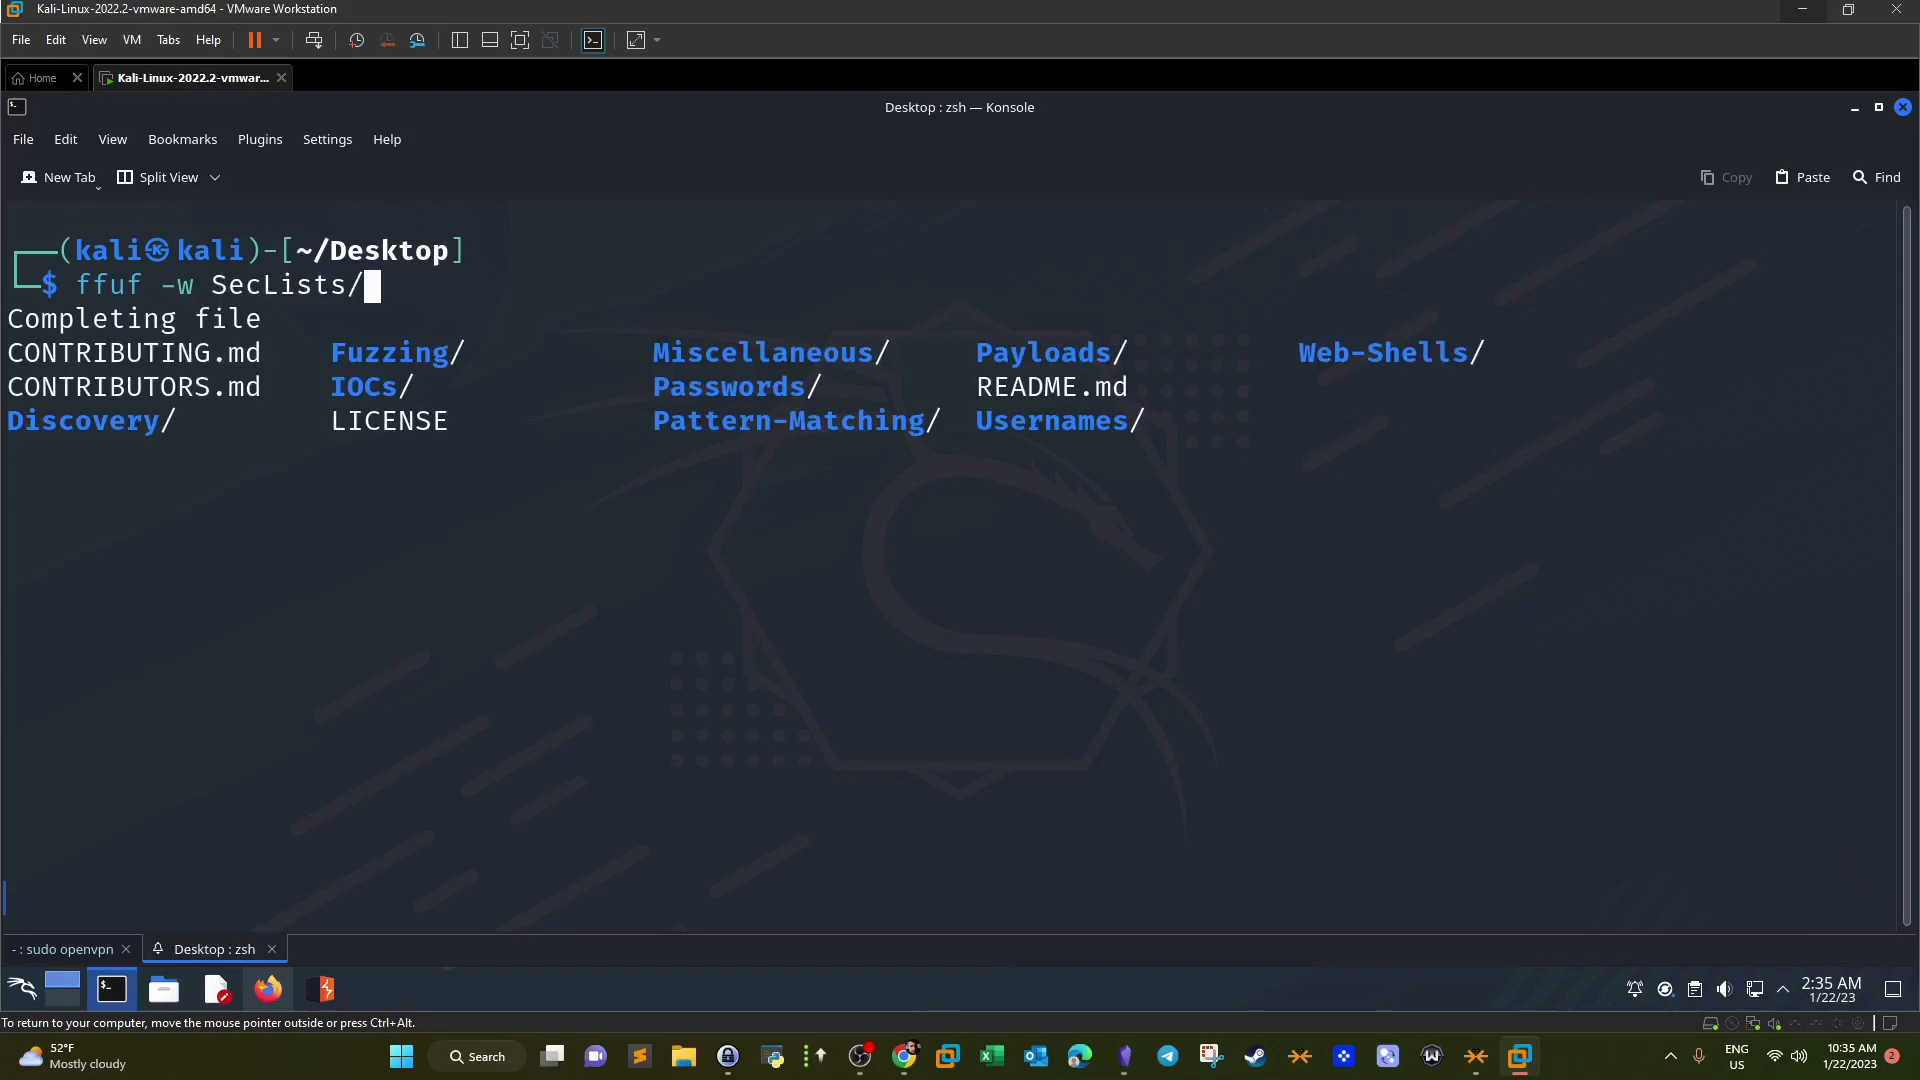 Kali-Linux-2022.2-vmware-amd64 - VMware Workstation
File Edit View VM Tabs Help
Home Kali-Linux-2022.2-vmwar...
Desktop : zsh — Konsole
File Edit View Bookmarks Plugins Settings Help
New Tab Split View Copy Paste Find
(kali㉿kali)-[~/Desktop]
$ ffuf -w SecLists/
Completing file
CONTRIBUTING.md Fuzzing/ Miscellaneous/ Payloads/ Web-Shells/
CONTRIBUTORS.md IOCs/ Passwords/ README.md
Discovery/ LICENSE Pattern-Matching/ Usernames/
- : sudo openvpn Desktop : zsh
2:35 AM
1/22/23
To return to your computer, move the mouse pointer outside or press Ctrl+Alt.
52°F
Mostly cloudy
Search
ENG
US
10:35 AM
1/22/2023
2